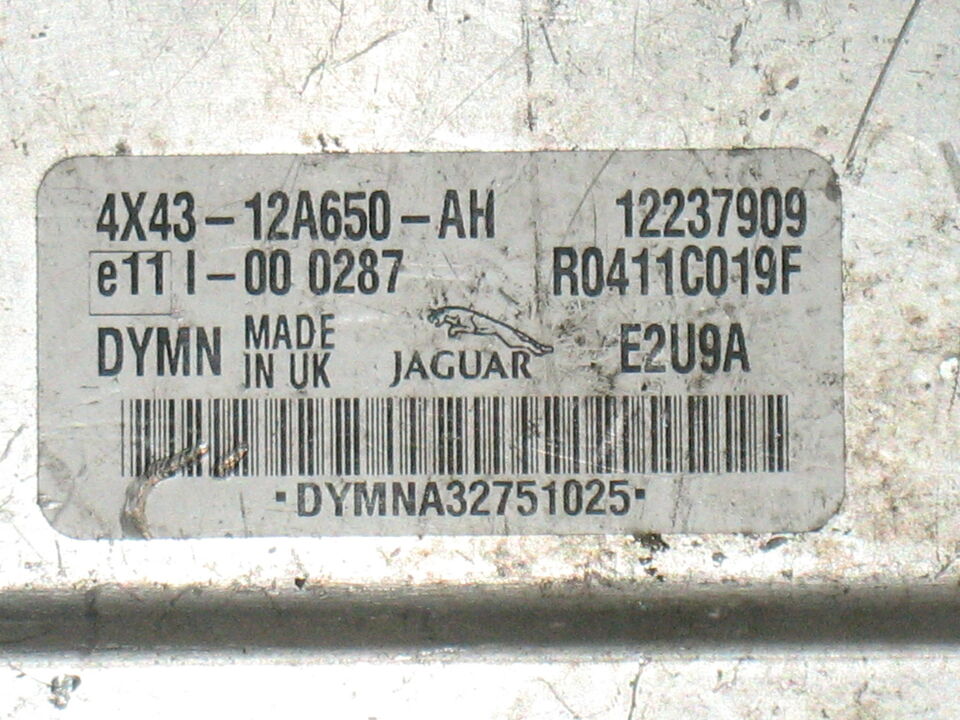 4X43-12A650-AH 12237909
e11 I-00 0287 R0411C019F
DYMN MADE IN UK JAGUAR E2U9A
·DYMNA32751025·